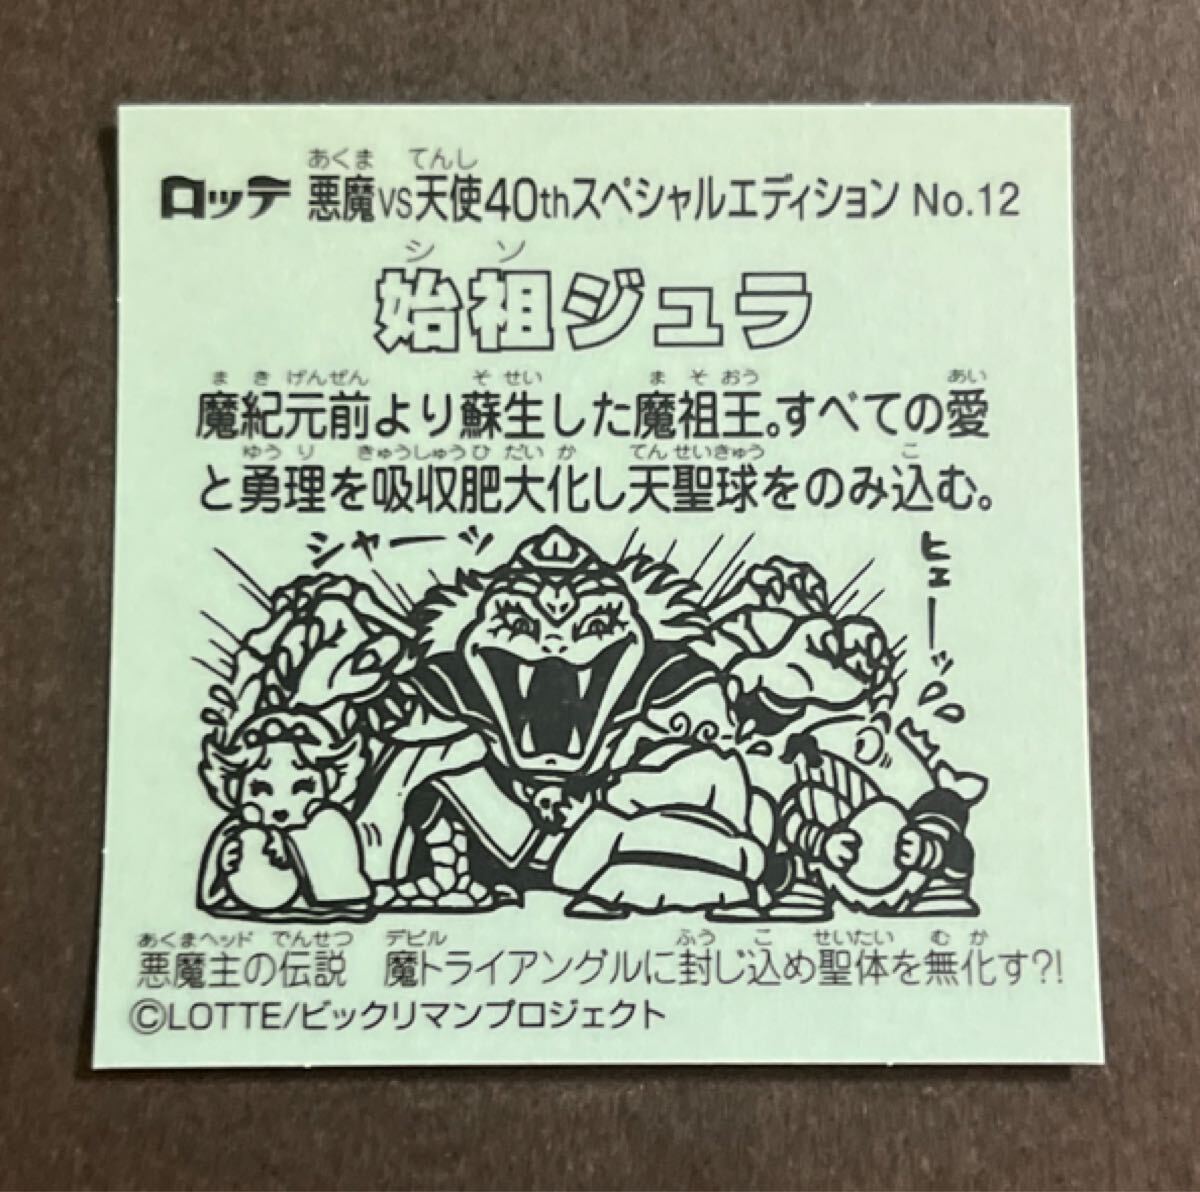 あくま てんし
ロッテ 悪魔VS天使40thスペシャルエディション No.12
シ ソ
始祖ジュラ
ま き げんぜん そ せい ま そ おう あい
魔紀元前より蘇生した魔祖王。すべての愛
ゆう り きゅうしゅう ひ だい か てん せいきゅう こ
と勇理を吸収肥大化し天聖球をのみ込む。
シャーッ
ヒェーッ
あくまヘッド でんせつ デビル ふう こ せいたい む か
悪魔主の伝説 魔トライアングルに封じ込め聖体を無化す?!
©LOTTE/ビックリマンプロジェクト